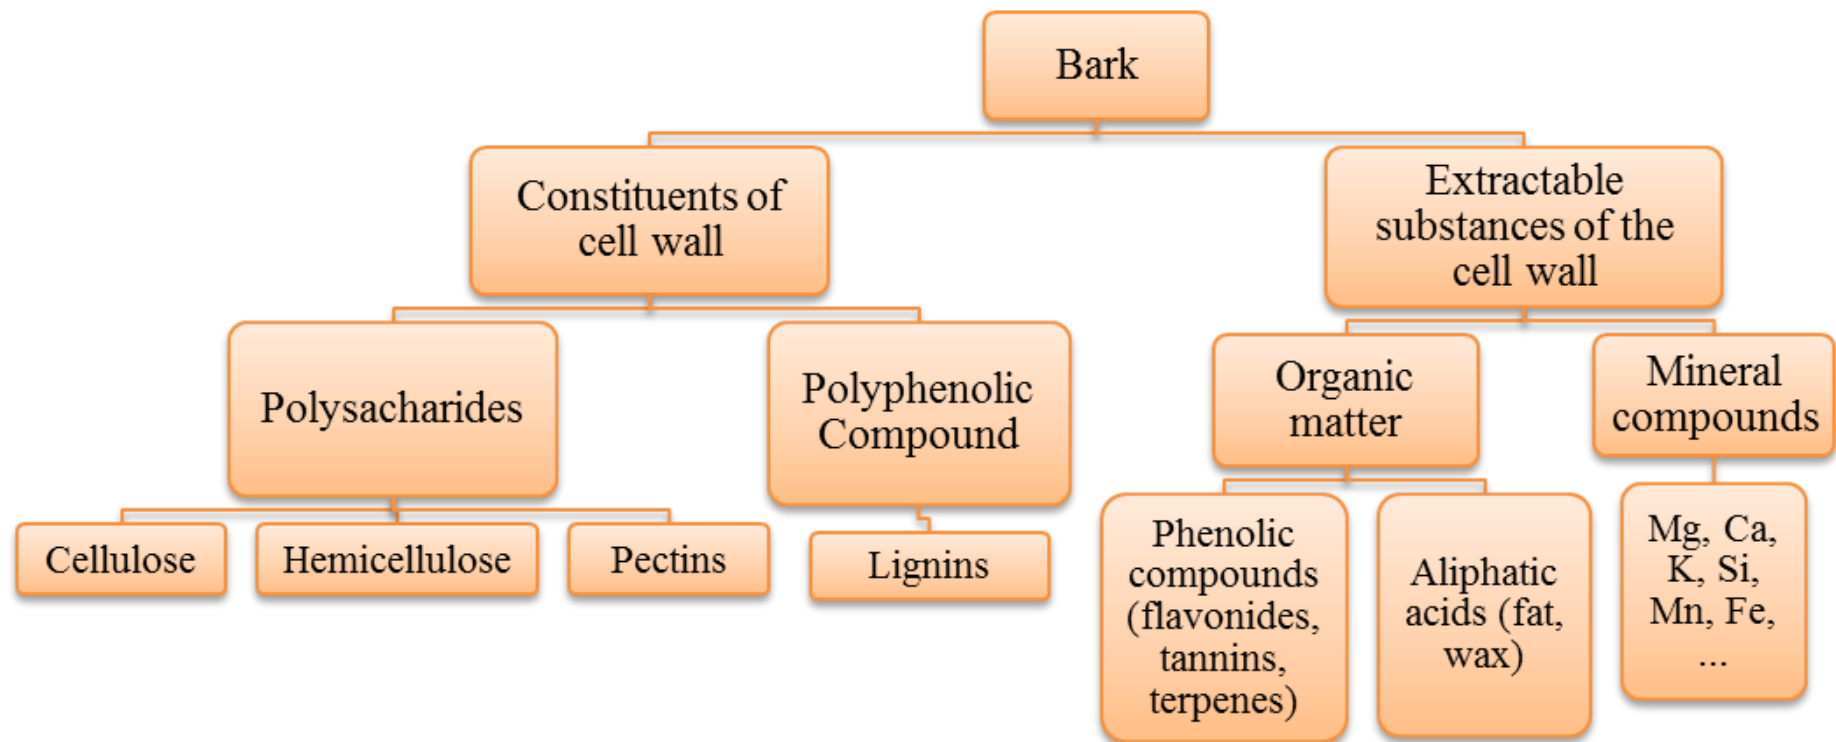 Bark
Constituents of
cell wall
Extractable
substances of the
cell wall
Polysacharides
Polyphenolic
Compound
Organic
matter
Mineral
compounds
Cellulose
Hemicellulose
Pectins
Lignins
Phenolic
compounds
(flavonides,
tannins,
terpenes)
Aliphatic
acids (fat,
wax)
Mg, Ca,
K, Si,
Mn, Fe,
...